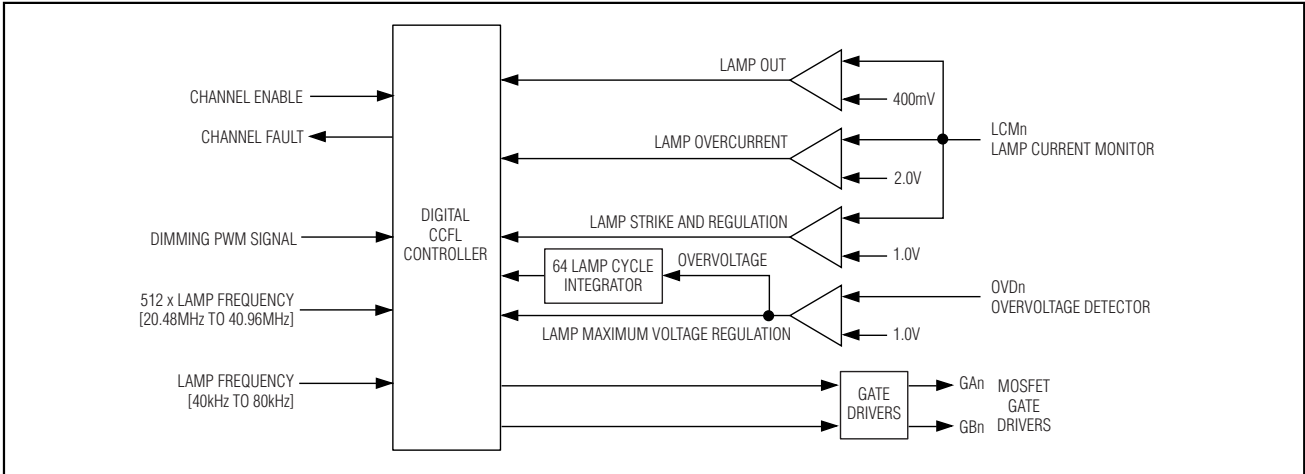 CHANNEL ENABLE
CHANNEL FAULT
DIMMING PWM SIGNAL
512 x LAMP FREQUENCY
[20.48MHz TO 40.96MHz]
LAMP FREQUENCY
[40kHz TO 80kHz]
DIGITAL
CCFL
CONTROLLER
LAMP OUT
400mV
LAMP OVERCURRENT
2.0V
LCMn
LAMP CURRENT MONITOR
LAMP STRIKE AND REGULATION
1.0V
64 LAMP CYCLE
INTEGRATOR
OVERVOLTAGE
LAMP MAXIMUM VOLTAGE REGULATION
1.0V
OVDn
OVERVOLTAGE DETECTOR
GATE
DRIVERS
GAn
GBn
MOSFET
GATE
DRIVERS